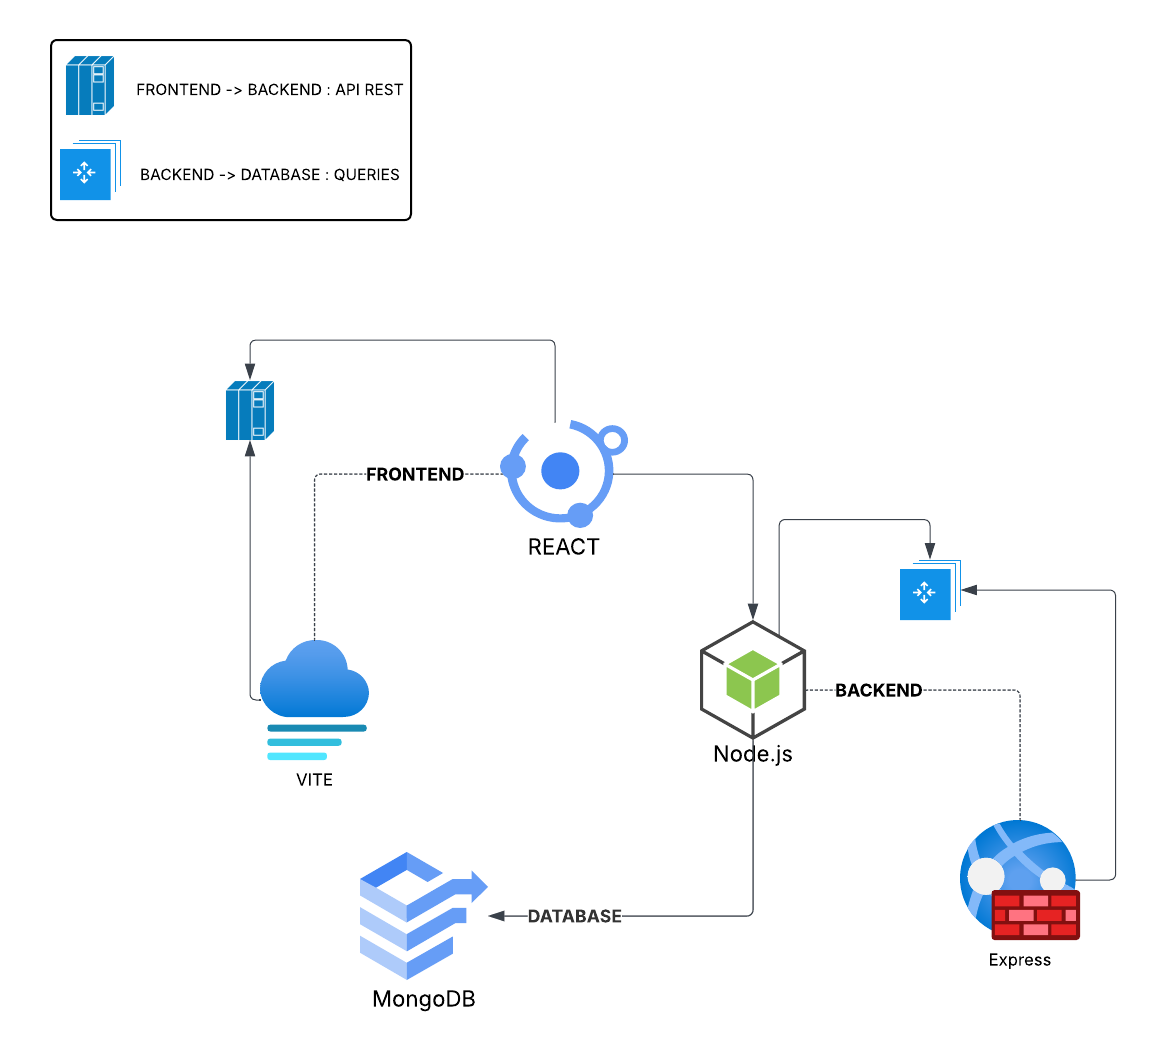 FRONTEND -> BACKEND : API REST
BACKEND -> DATABASE : QUERIES
FRONTEND
REACT
BACKEND
Node.js
VITE
DATABASE
Express
MongoDB